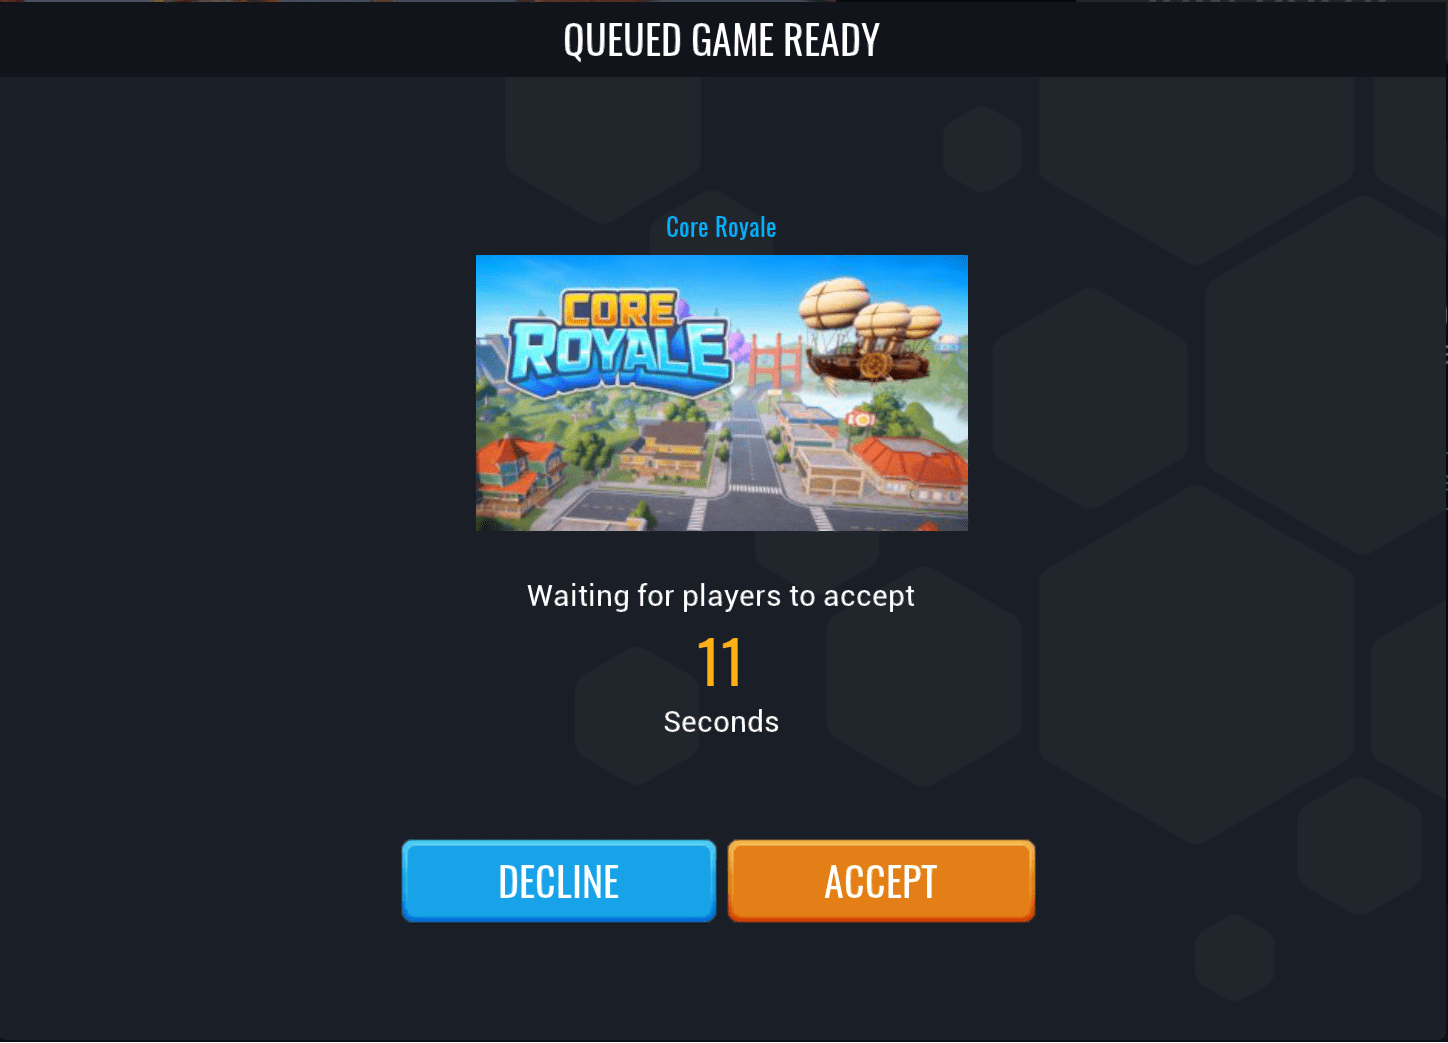 QUEUED GAME READY
Core Royale
CORE
ROYALE
Waiting for players to accept
11
Seconds
DECLINE
ACCEPT